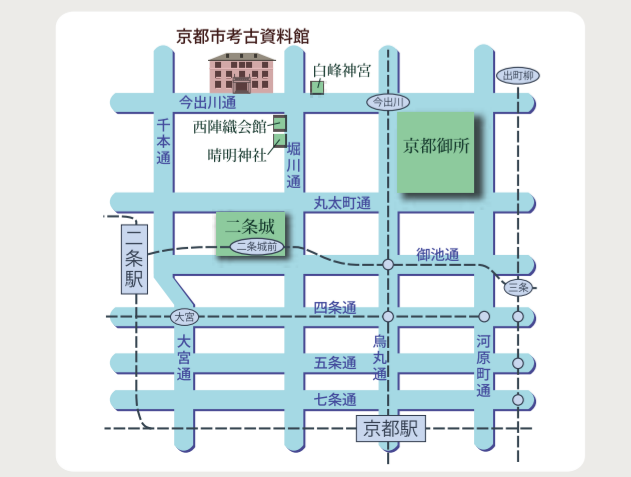 京都市考古資料館
白峰神宮
出町柳
今出川通
今出川
千本通
西陣織会館
晴明神社
堀川通
京都御所
丸太町通
二条城
二条城前
二条駅
御池通
三条
四条通
大宮
大宮通
烏丸通
河原町通
五条通
七条通
京都駅